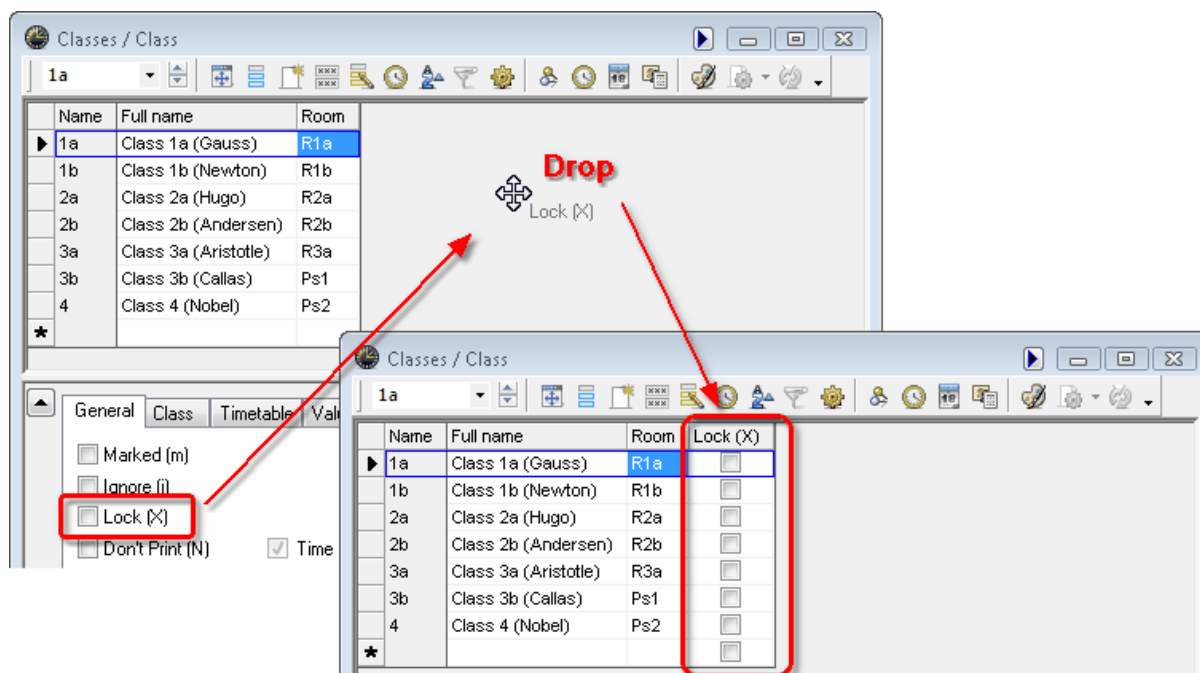 Classes / Class
1a
Name Full name Room
1a Class 1a (Gauss) R1a
1b Class 1b (Newton) R1b
2a Class 2a (Hugo) R2a
2b Class 2b (Andersen) R2b
3a Class 3a (Aristotle) R3a
3b Class 3b (Callas) Ps1
4 Class 4 (Nobel) Ps2
Drop
Lock (X)
General Class Timetable
Marked (m)
Ignore (i)
Lock (X)
Don't Print (N) Time
Classes / Class
1a
Name Full name Room Lock (X)
1a Class 1a (Gauss) R1a
1b Class 1b (Newton) R1b
2a Class 2a (Hugo) R2a
2b Class 2b (Andersen) R2b
3a Class 3a (Aristotle) R3a
3b Class 3b (Callas) Ps1
4 Class 4 (Nobel) Ps2